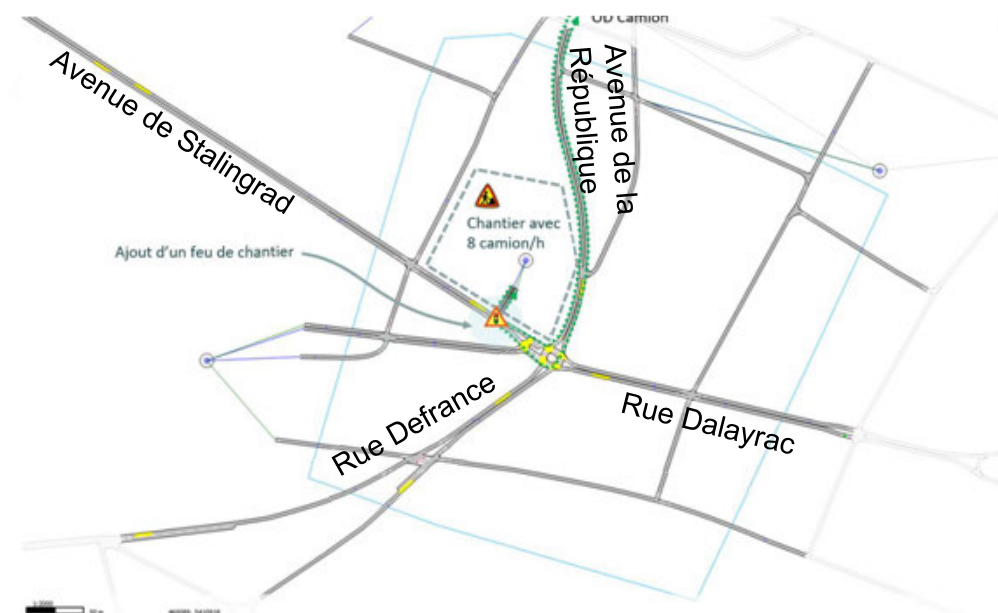 OD Camion
Avenue de la
République
Avenue de Stalingrad
Chantier avec
8 camion/h
Ajout d'un feu de chantier
Rue Defrance
Rue Dalayrac